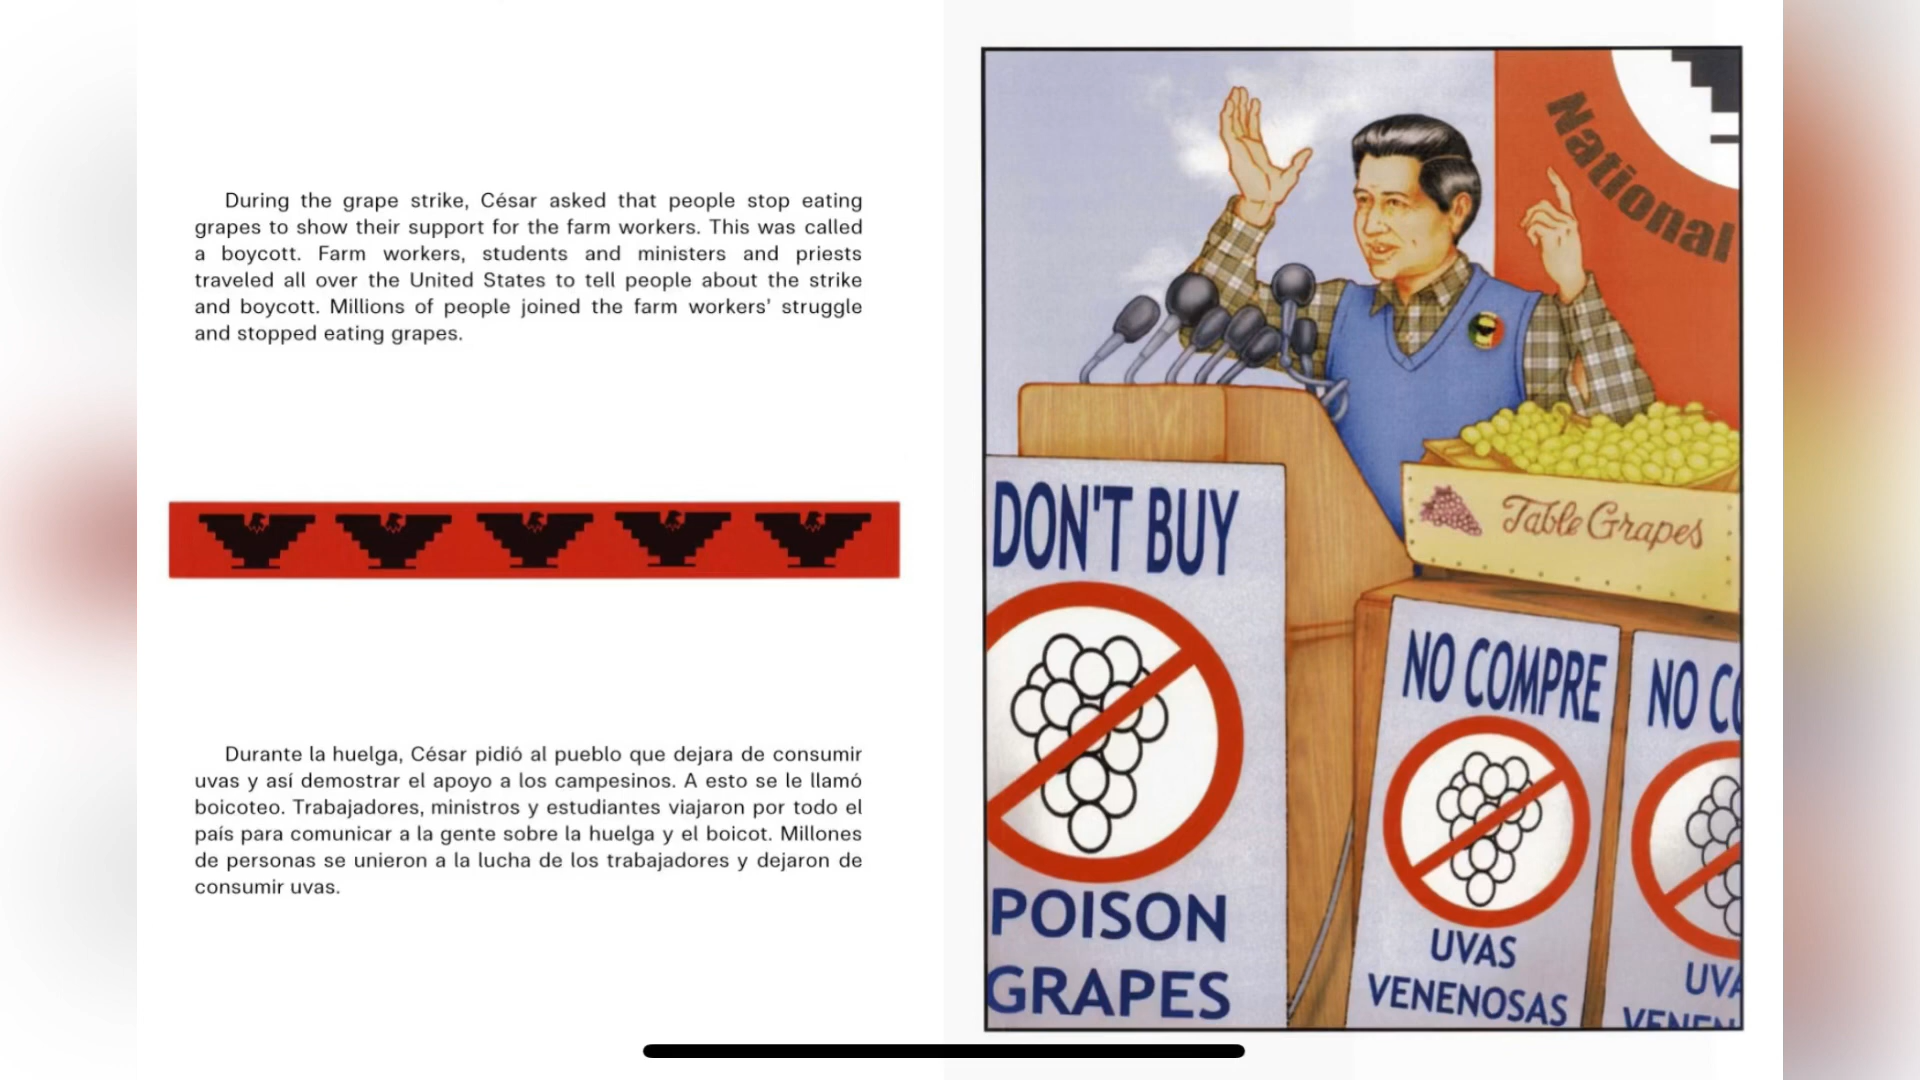 During the grape strike, César asked that people stop eating
grapes to show their support for the farm workers. This was called
a boycott. Farm workers, students and ministers and priests
traveled all over the United States to tell people about the strike
and boycott. Millions of people joined the farm workers' struggle
and stopped eating grapes.
Durante la huelga, César pidió al pueblo que dejara de consumir
uvas y así demostrar el apoyo a los campesinos. A esto se le llamó
boicoteo. Trabajadores, ministros y estudiantes viajaron por todo el
país para comunicar a la gente sobre la huelga y el boicot. Millones
de personas se unieron a la lucha de los trabajadores y dejaron de
consumir uvas.
National
Table Grapes
DON'T BUY
POISON
GRAPES
NO COMPRE
UVAS
VENENOSAS
NO CO
UVA
VENEN